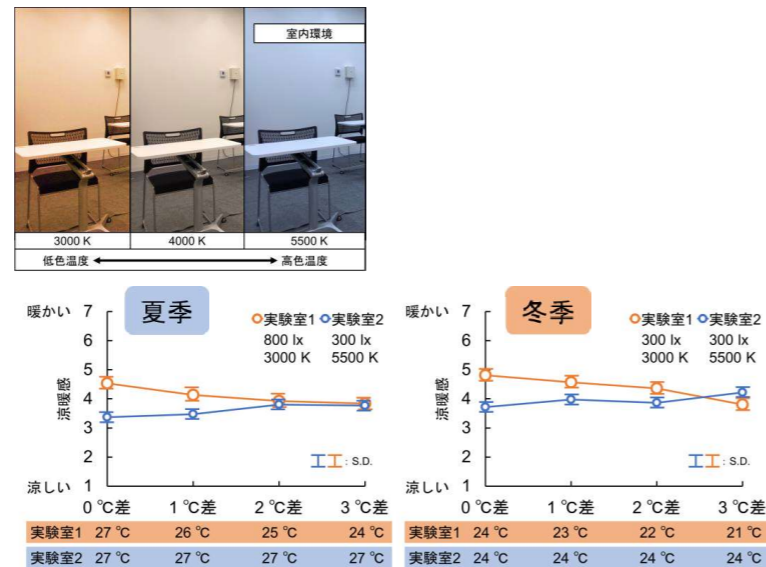 室内環境
3000 K 4000 K 5500 K
低色温度 高色温度
夏季
暖かい 7
6
5
4
3
2
涼しい 1
涼暖感
実験室1 実験室2
800 lx 300 lx
3000 K 5500 K
: S.D.
0 ℃差 1 ℃差 2 ℃差 3 ℃差
実験室1 27 ℃ 26 ℃ 25 ℃ 24 ℃
実験室2 27 ℃ 27 ℃ 27 ℃ 27 ℃
冬季
暖かい 7
6
5
4
3
2
涼しい 1
涼暖感
実験室1 実験室2
300 lx 300 lx
3000 K 5500 K
: S.D.
0 ℃差 1 ℃差 2 ℃差 3 ℃差
実験室1 24 ℃ 23 ℃ 22 ℃ 21 ℃
実験室2 24 ℃ 24 ℃ 24 ℃ 24 ℃